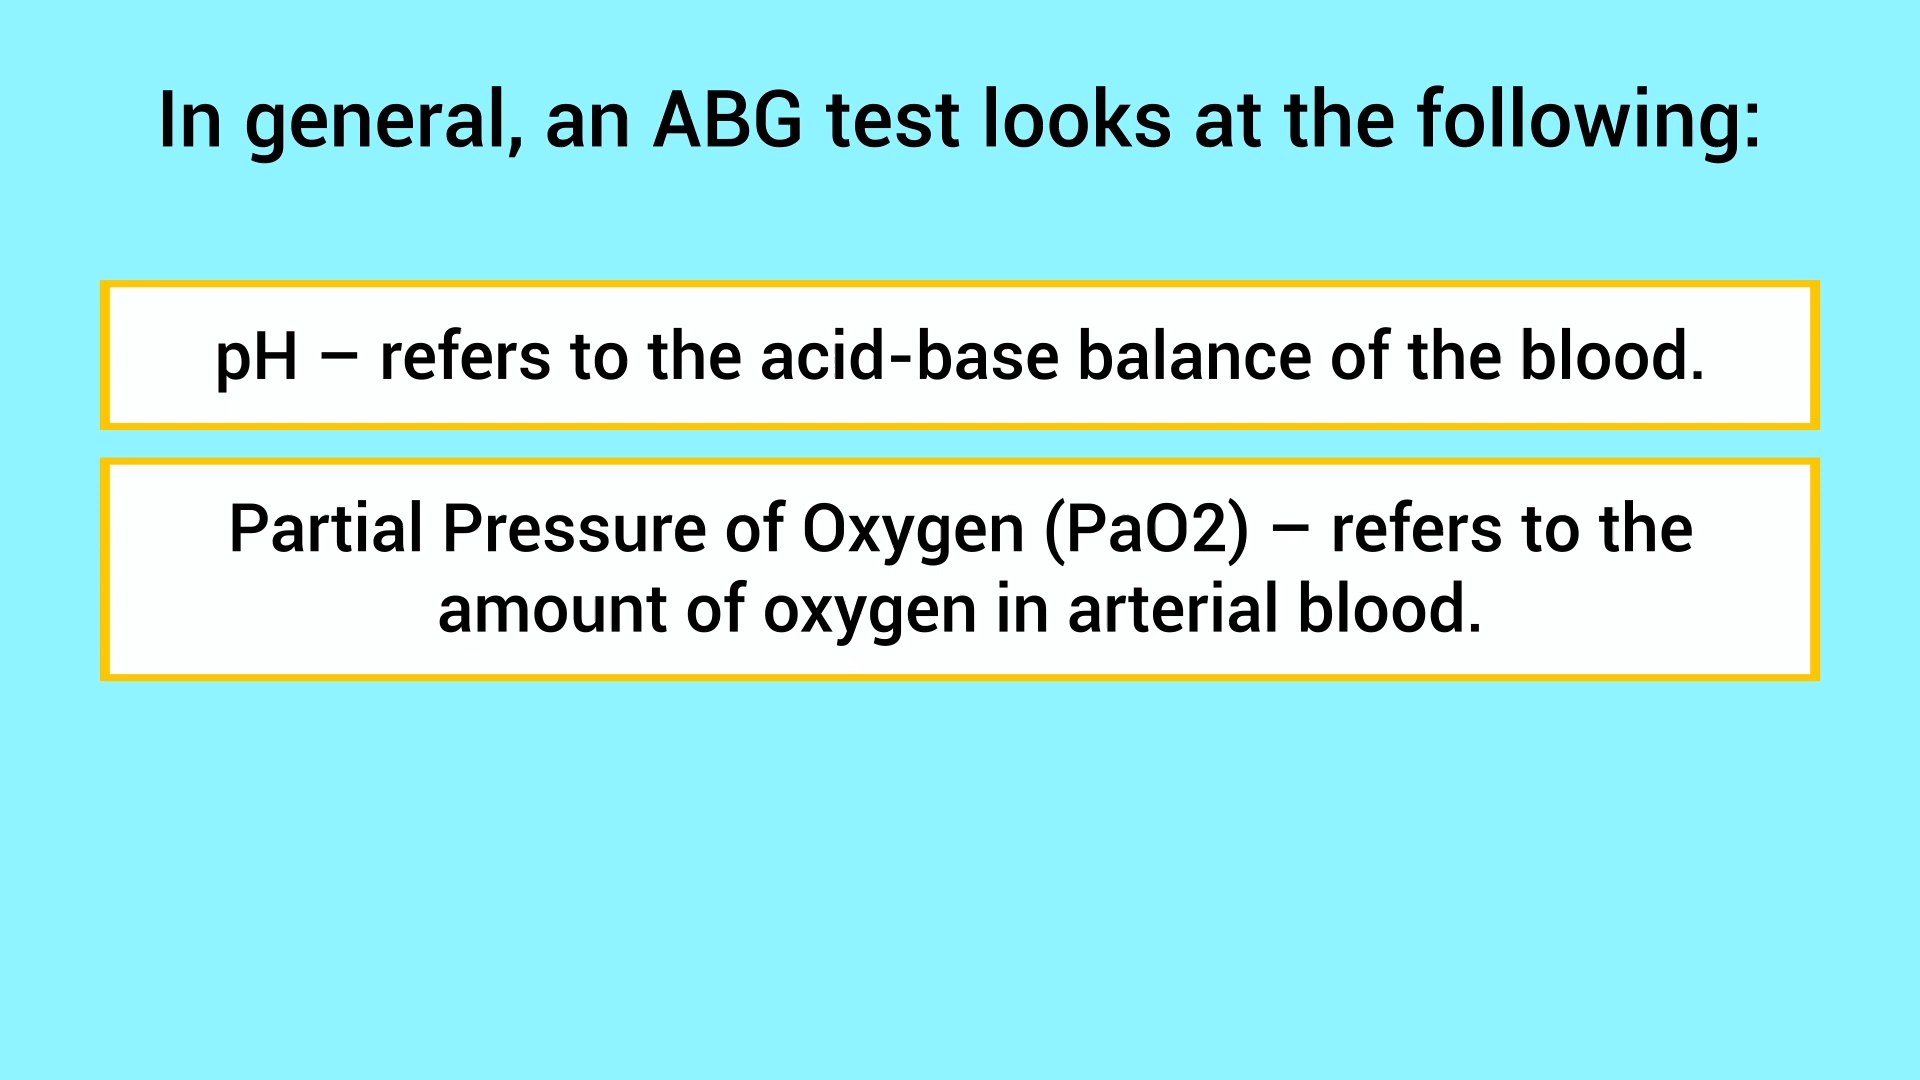 In general, an ABG test looks at the following:
pH – refers to the acid-base balance of the blood.
Partial Pressure of Oxygen (PaO2) – refers to the
amount of oxygen in arterial blood.